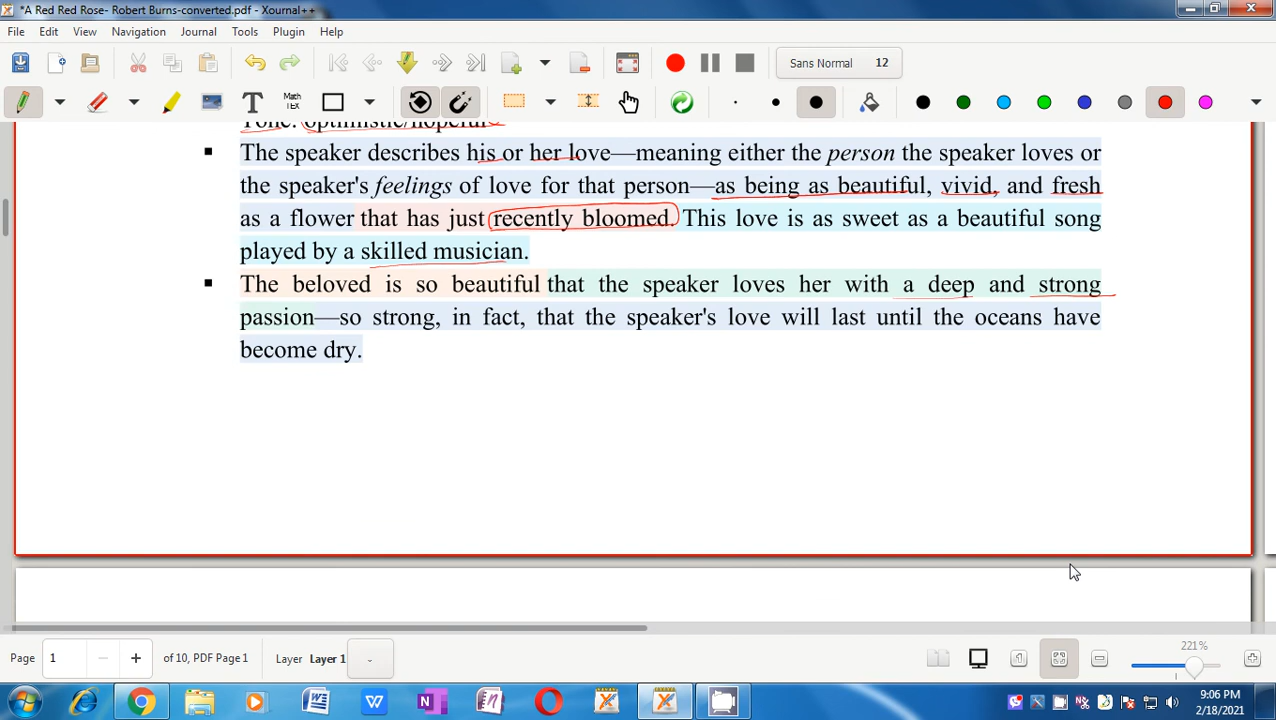 *A Red Red Rose- Robert Burns-converted.pdf - Xournal++
File Edit View Navigation Journal Tools Plugin Help
Sans Normal 12
Math TEX
Tone: optimistic/hopeful
▪ The speaker describes his or her love—meaning either the person the speaker loves or
the speaker's feelings of love for that person—as being as beautiful, vivid, and fresh
as a flower that has just recently bloomed. This love is as sweet as a beautiful song
played by a skilled musician.
▪ The beloved is so beautiful that the speaker loves her with a deep and strong
passion—so strong, in fact, that the speaker's love will last until the oceans have
become dry.
Page 1 of 10, PDF Page 1 Layer Layer 1 221%
9:06 PM
2/18/2021